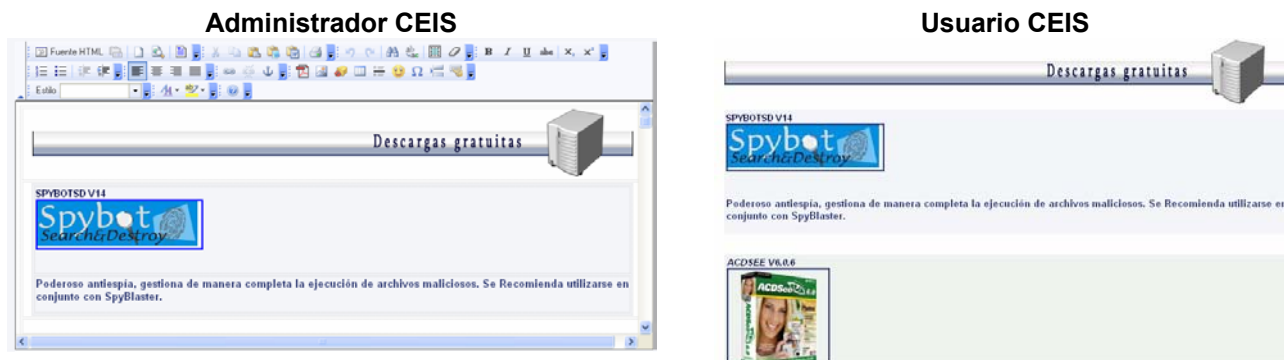 Administrador CEIS
Fuente HTML
Estilo
Descargas gratuitas
SPYBOTSD V14
Spybot
Search&Destroy
Poderoso antiespía, gestiona de manera completa la ejecución de archivos maliciosos. Se Recomienda utilizarse en
conjunto con SpyBlaster.
Usuario CEIS
Descargas gratuitas
SPYBOTSD V14
Spybot
Search&Destroy
Poderoso antiespía, gestiona de manera completa la ejecución de archivos maliciosos. Se Recomienda utilizarse en
conjunto con SpyBlaster.
ACDSEE V6.0.6
ACDSee